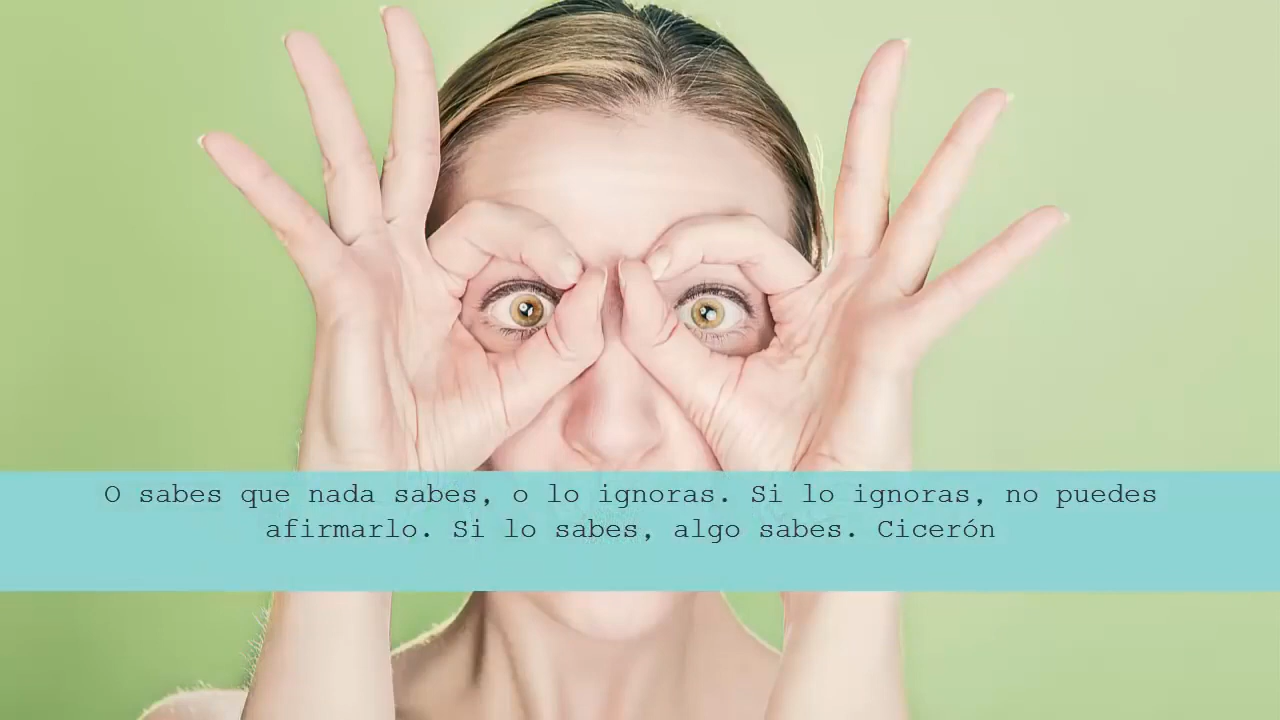 O sabes que nada sabes, o lo ignoras. Si lo ignoras, no puedes
afirmarlo. Si lo sabes, algo sabes. Cicerón